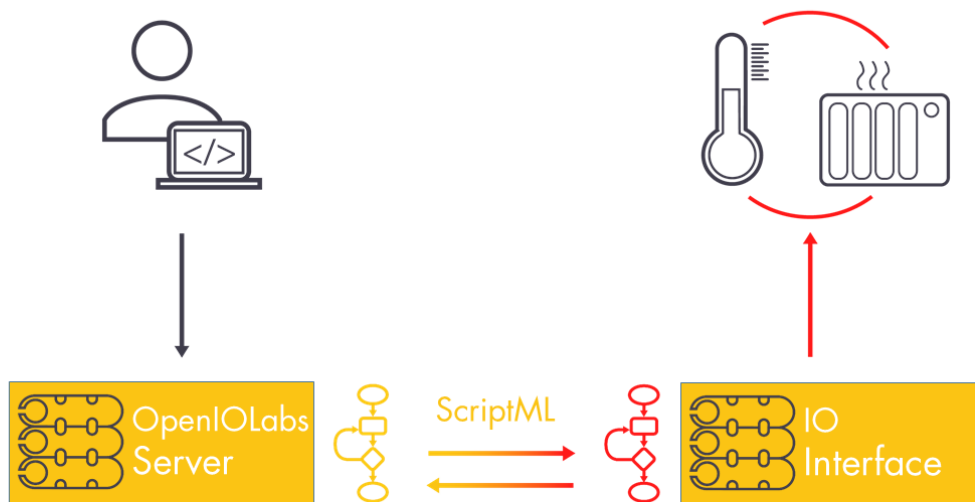 </>
OpenIOLabs
Server
ScriptML
IO
Interface